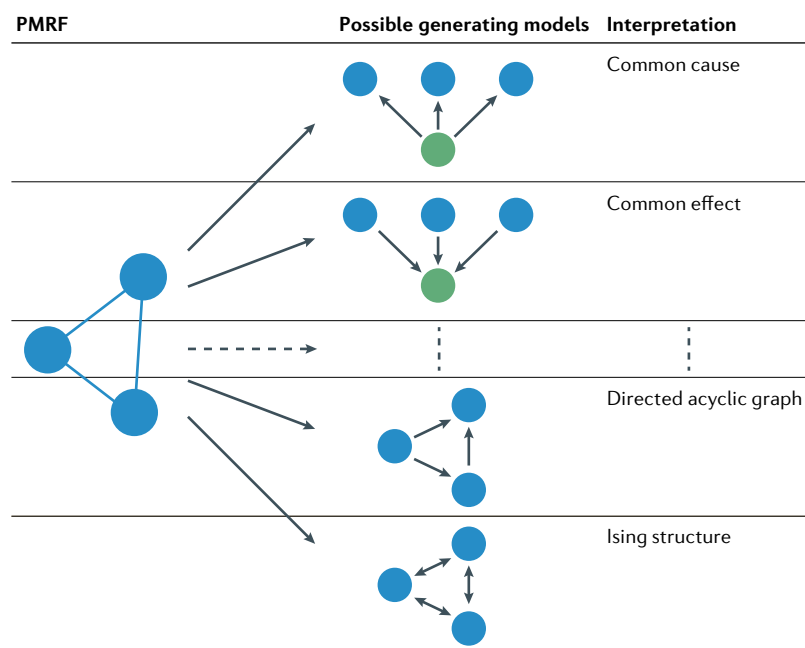 PMRF Possible generating models Interpretation
Common cause
Common effect
Directed acyclic graph
Ising structure